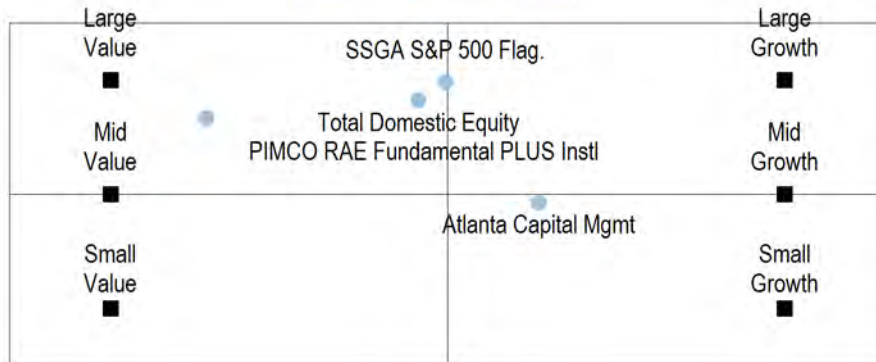 Large
Value
Large
Growth
SSGA S&P 500 Flag.
Total Domestic Equity
PIMCO RAE Fundamental PLUS Instl
Mid
Value
Mid
Growth
Atlanta Capital Mgmt
Small
Value
Small
Growth